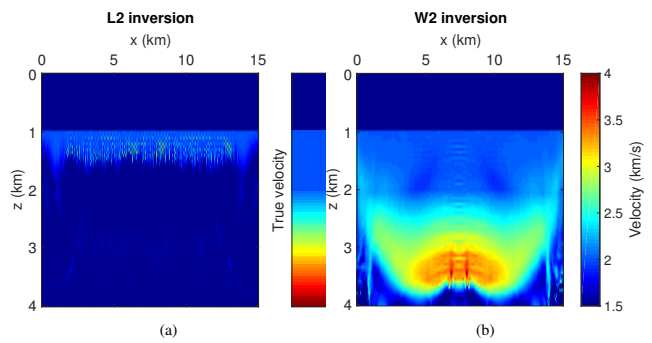 L2 inversion
x (km)
0 5 10 15
0
1
2
3
4
z (km)
True velocity
(a)
W2 inversion
x (km)
0 5 10 15
0
1
2
3
4
z (km)
4
3.5
3
2.5
2
1.5
Velocity (km/s)
(b)